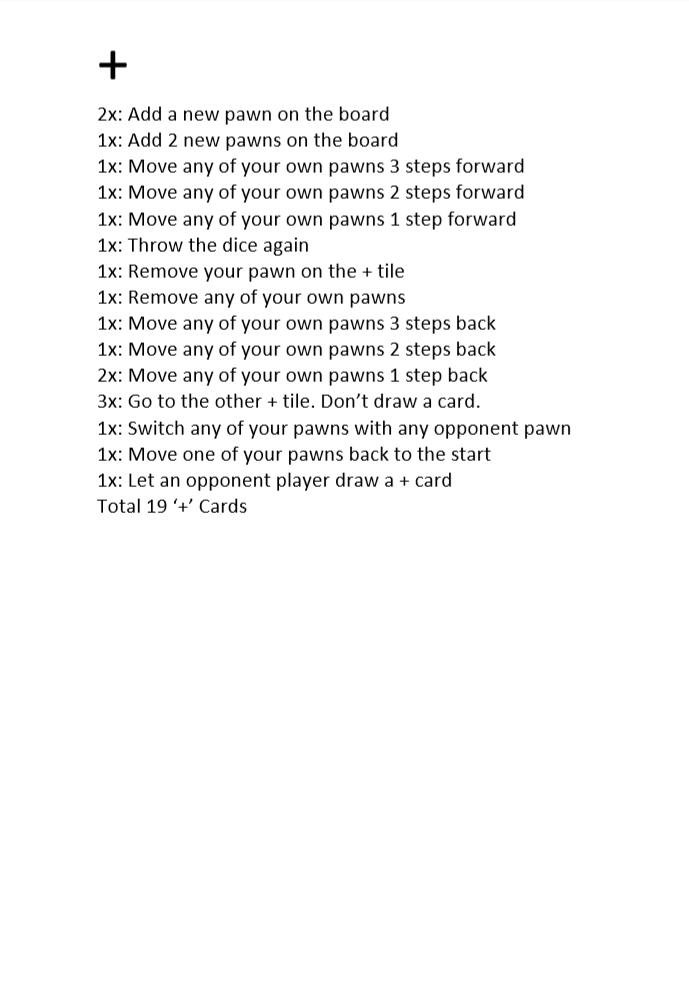 +
2x: Add a new pawn on the board
1x: Add 2 new pawns on the board
1x: Move any of your own pawns 3 steps forward
1x: Move any of your own pawns 2 steps forward
1x: Move any of your own pawns 1 step forward
1x: Throw the dice again
1x: Remove your pawn on the + tile
1x: Remove any of your own pawns
1x: Move any of your own pawns 3 steps back
1x: Move any of your own pawns 2 steps back
2x: Move any of your own pawns 1 step back
3x: Go to the other + tile. Don’t draw a card.
1x: Switch any of your pawns with any opponent pawn
1x: Move one of your pawns back to the start
1x: Let an opponent player draw a + card
Total 19 ‘+’ Cards